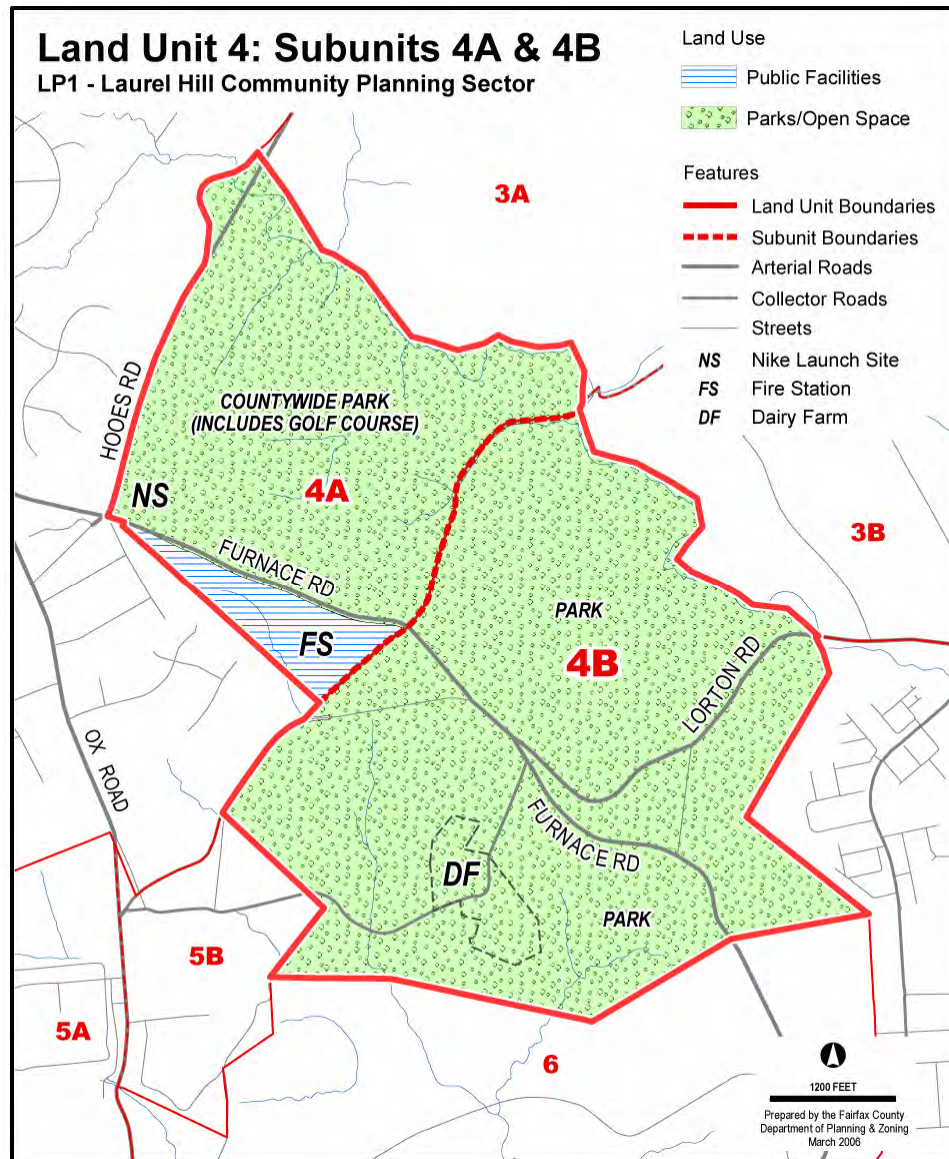 Land Unit 4: Subunits 4A & 4B
LP1 - Laurel Hill Community Planning Sector
Land Use
Public Facilities
Parks/Open Space
Features
Land Unit Boundaries
Subunit Boundaries
Arterial Roads
Collector Roads
Streets
NS Nike Launch Site
FS Fire Station
DF Dairy Farm
3A
HOOES RD
COUNTYWIDE PARK
(INCLUDES GOLF COURSE)
4A
NS
3B
FURNACE RD
PARK
FS
4B
LORTON RD
OX ROAD
FURNACE RD
DF
PARK
5B
5A
6
1200 FEET
Prepared by the Fairfax County
Department of Planning & Zoning
March 2006